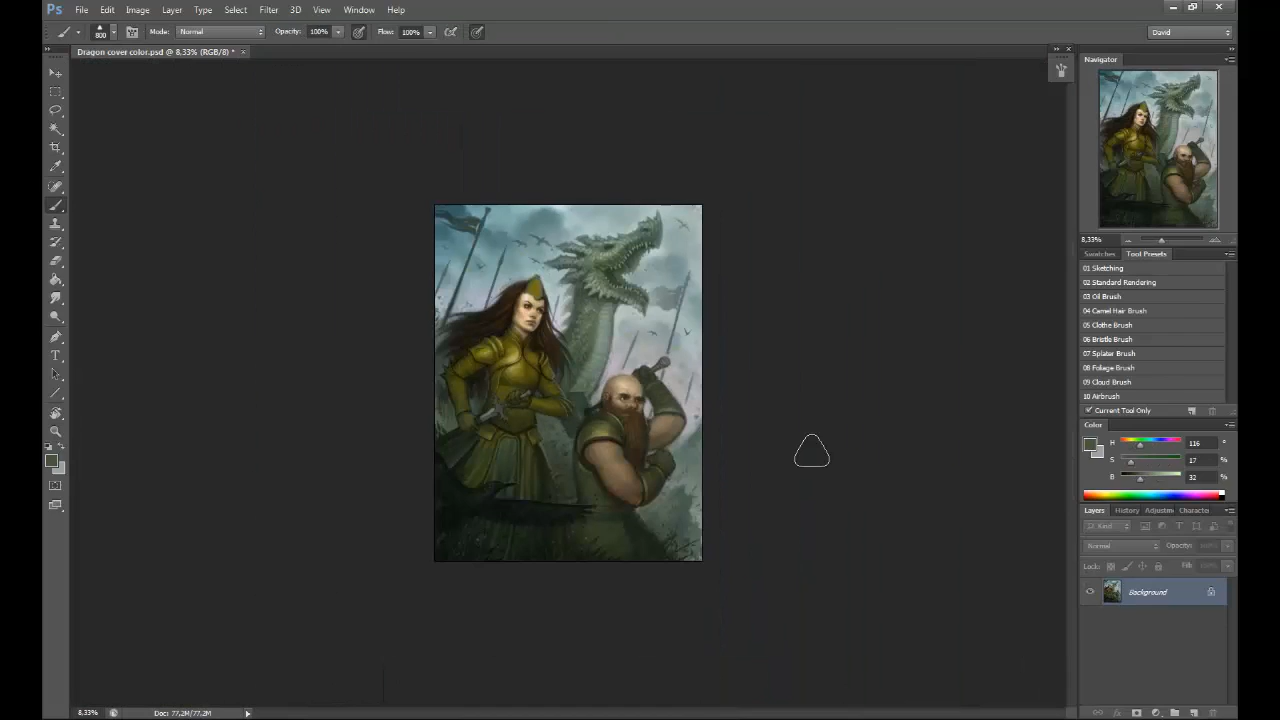 Ps File Edit Image Layer Type Select Filter 3D View Window Help
800 Mode: Normal Opacity: 100% Flow: 100% David
Dragon cover color.psd @ 8.33% (RGB/8) *
Navigator
8,33%
Swatches Tool Presets
01 Sketching
02 Standard Rendering
03 Oil Brush
04 Camel Hair Brush
05 Clothe Brush
06 Bristle Brush
07 Splater Brush
08 Foliage Brush
09 Cloud Brush
10 Airbrush
Current Tool Only
Color
H 116 °
S 17 %
B 32 %
Layers History Adjustm Characte
Kind
Normal Opacity: 100%
Lock: Fill: 100%
Background
8,33% Doc: 77,2M/77,2M